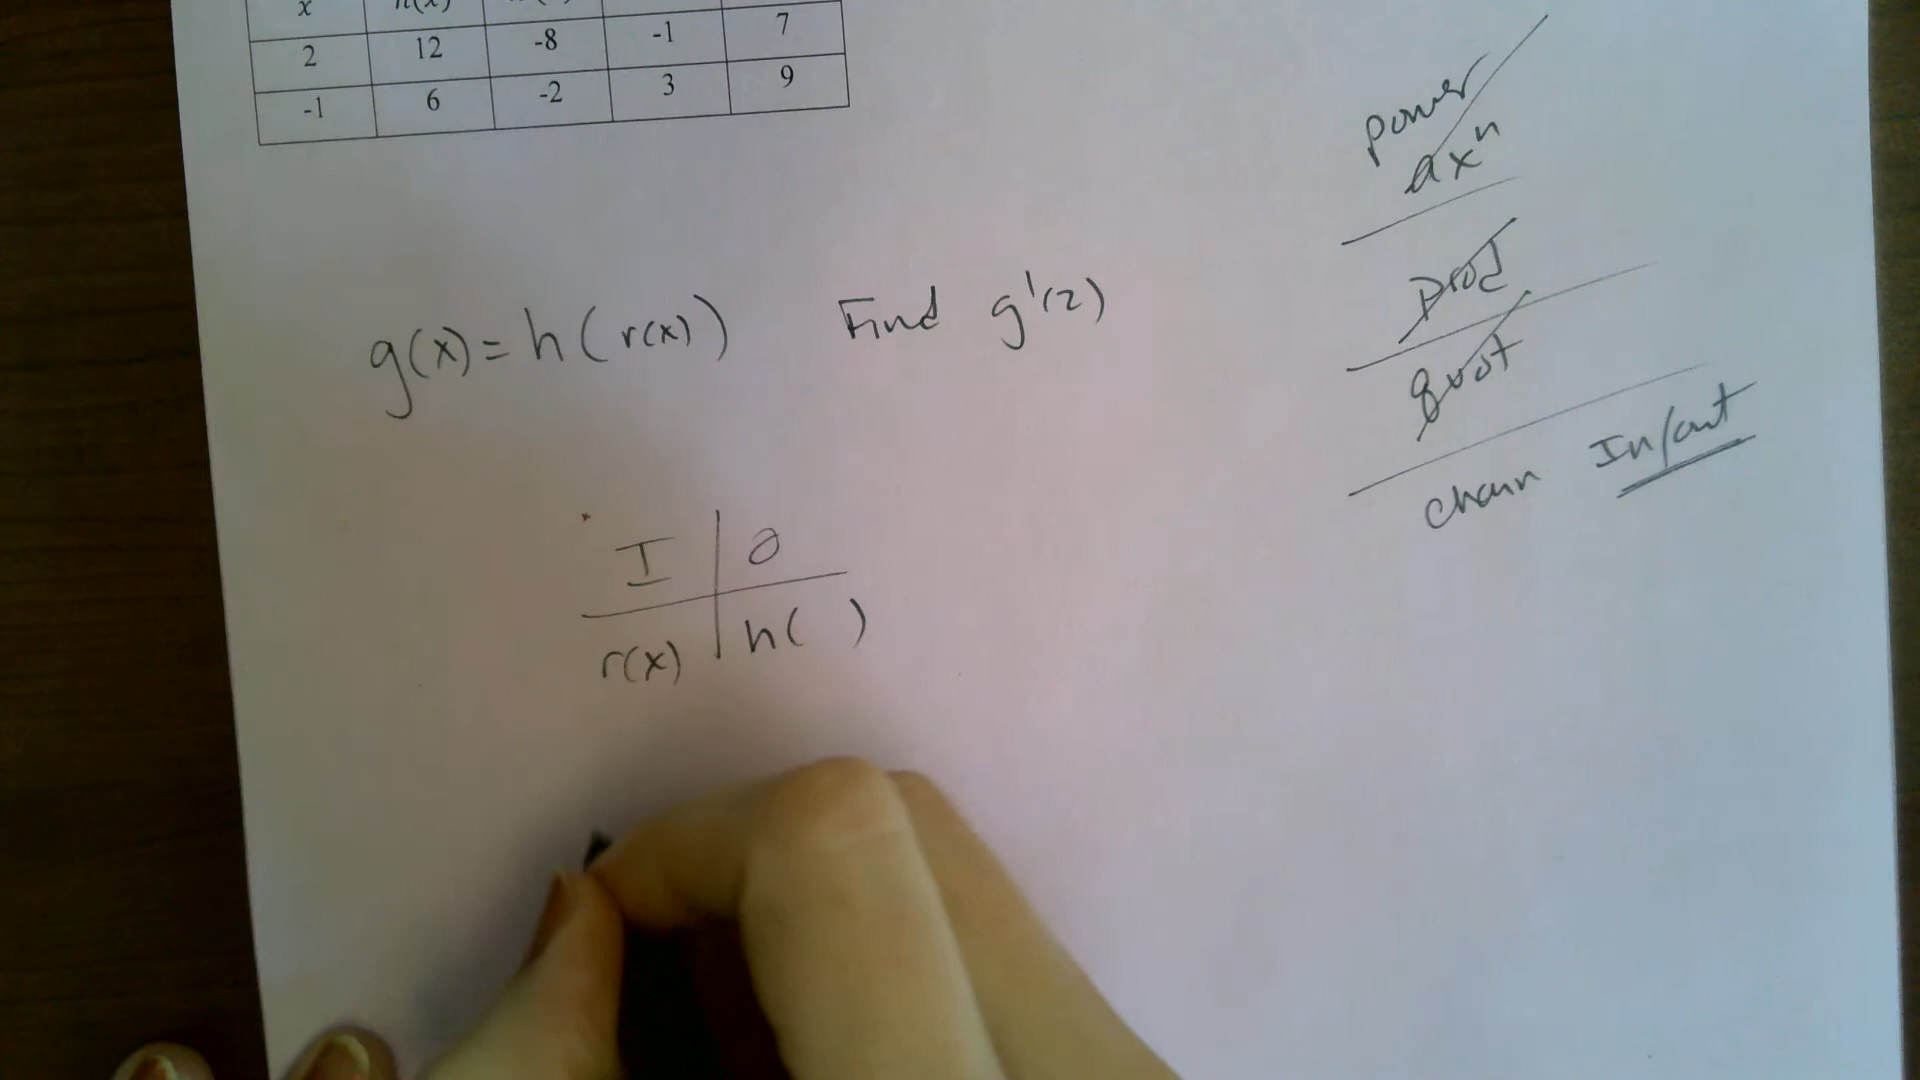 x h(x)
2 12 -8 -1 7
-1 6 -2 3 9
g(x)=h(r(x)) Find g'(2)
I O
r(x) h( )
power
ax^n
prod
quot
chain In/out